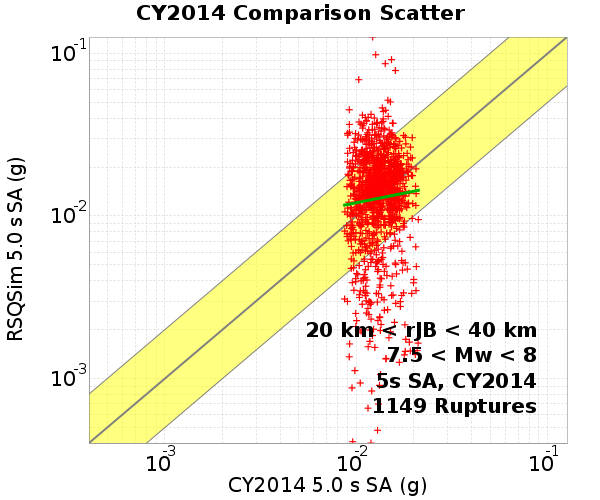 CY2014 Comparison Scatter
RSQSim 5.0 s SA (g)
10⁻¹
10⁻²
10⁻³
20 km < rJB < 40 km
7.5 < Mw < 8
5s SA, CY2014
1149 Ruptures
10⁻³ 10⁻² 10⁻¹
CY2014 5.0 s SA (g)